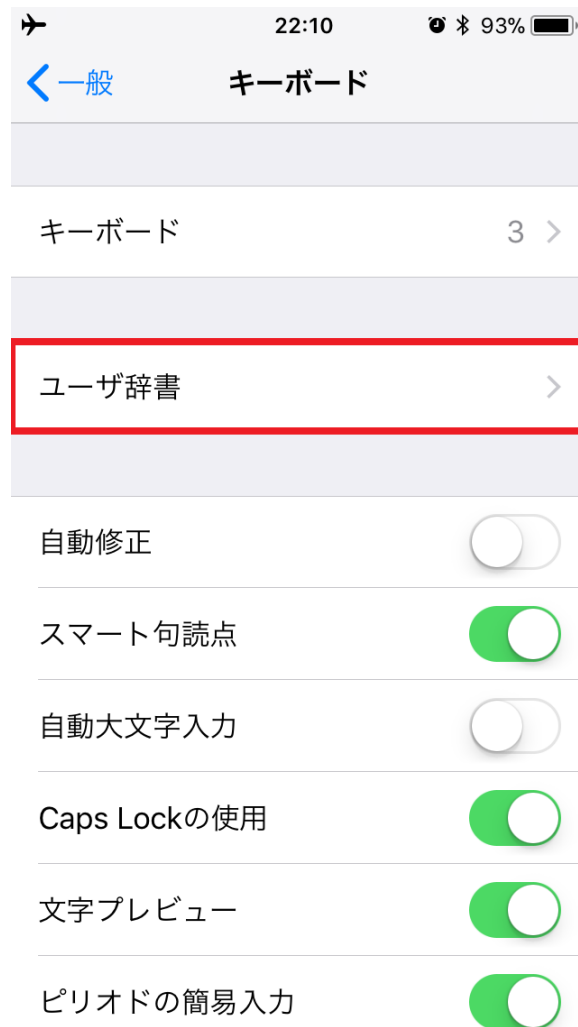 22:10 93%
一般 キーボード
キーボード 3
ユーザ辞書
自動修正
スマート句読点
自動大文字入力
Caps Lockの使用
文字プレビュー
ピリオドの簡易入力